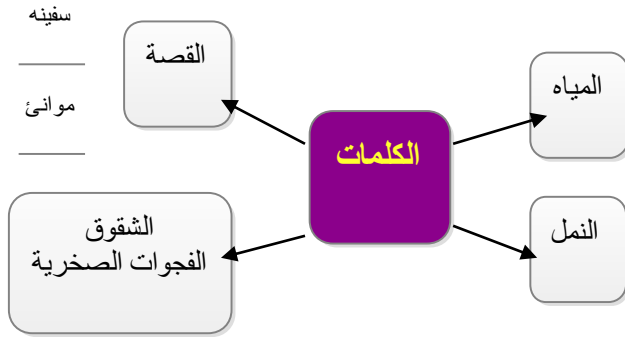 سفينه
موانئ
القصة
المياه
الكلمات
الشقوق
الفجوات الصخرية
النمل